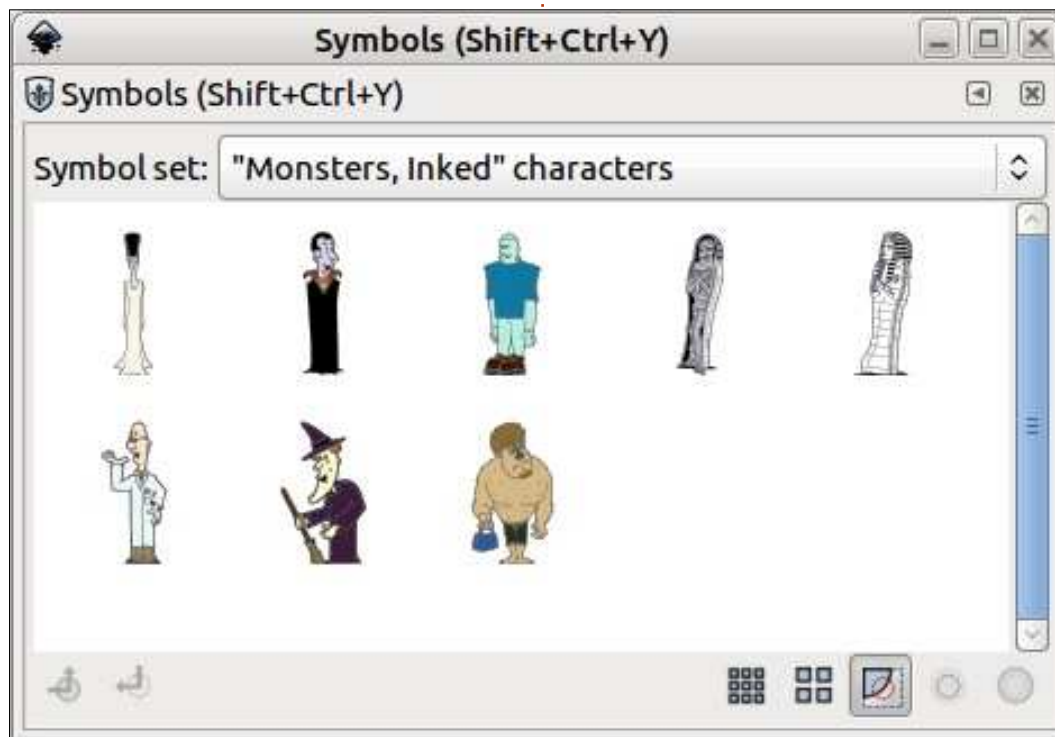 Symbols (Shift+Ctrl+Y)
Symbols (Shift+Ctrl+Y)
Symbol set: "Monsters, Inked" characters